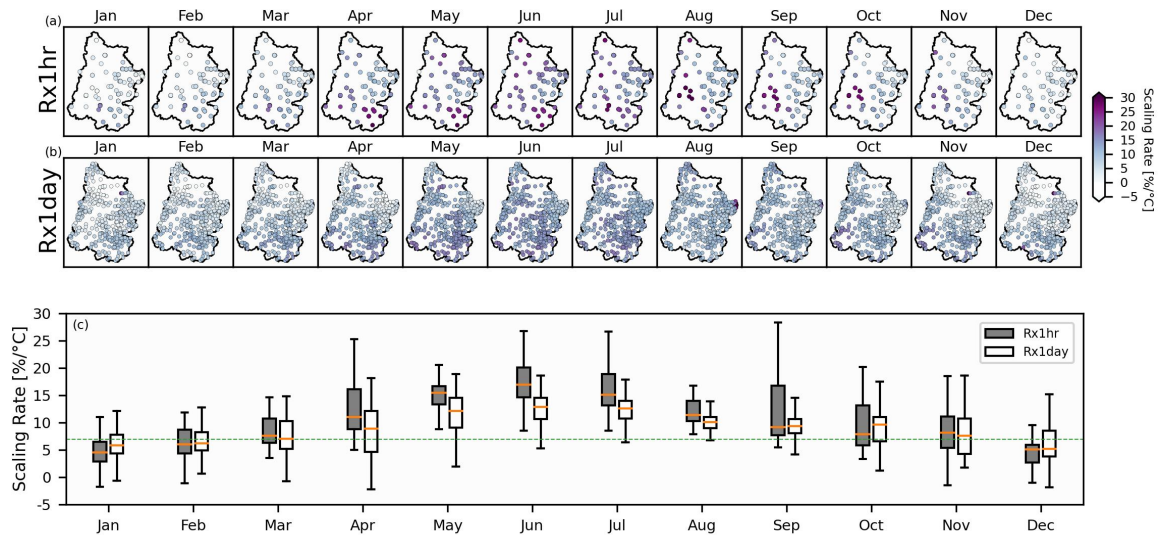 (a) Jan Feb Mar Apr May Jun Jul Aug Sep Oct Nov Dec
Rx1hr
(b) Jan Feb Mar Apr May Jun Jul Aug Sep Oct Nov Dec
Rx1day
30
25
20
15
10
5
0
−5
Scaling Rate [%/°C]
(c)
Scaling Rate [%/°C]
30
25
20
15
10
5
0
-5
Rx1hr
Rx1day
Jan Feb Mar Apr May Jun Jul Aug Sep Oct Nov Dec